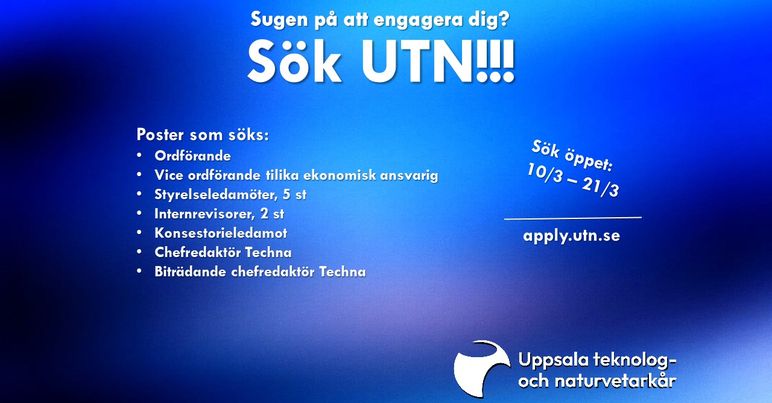 Sugen på att engagera dig?
Sök UTN!!!
Poster som söks:
• Ordförande
• Vice ordförande tilika ekonomisk ansvarig
• Styrelseledamöter, 5 st
• Internrevisorer, 2 st
• Konsestorieledamot
• Chefredaktör Techna
• Biträdande chefredaktör Techna
Sök öppet:
10/3 – 21/3
apply.utn.se
Uppsala teknolog-
och naturvetarkår